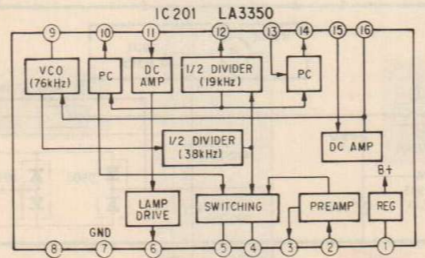 IC201 LA3350
9 10 11 12 13 14 15 16
VCO
(76kHz)
PC
DC
AMP
1/2 DIVIDER
(19kHz)
PC
1/2 DIVIDER
(38kHz)
DC AMP
B+
LAMP
DRIVE
SWITCHING
PREAMP
REG
GND
8 7 6 5 4 3 2 1